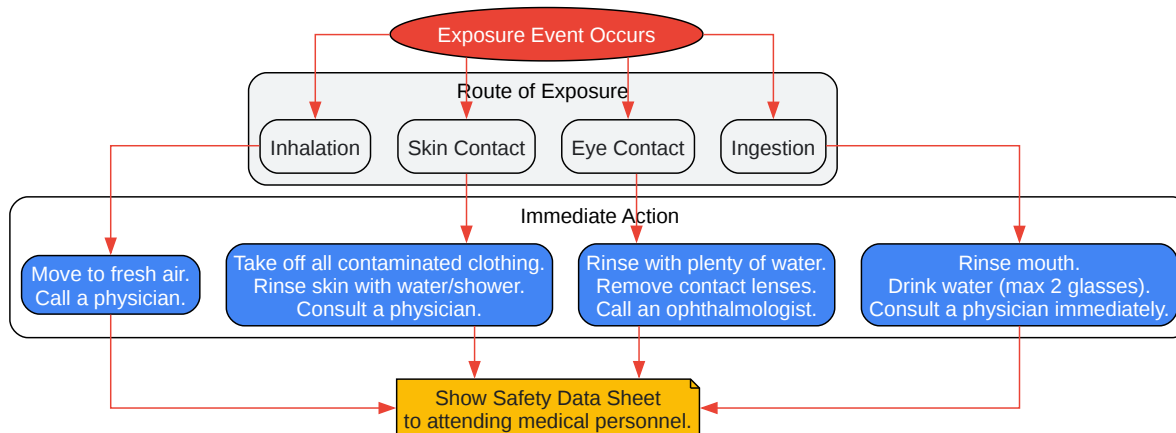 Exposure Event Occurs
Route of Exposure
Inhalation
Skin Contact
Eye Contact
Ingestion
Immediate Action
Move to fresh air.
Call a physician.
Take off all contaminated clothing.
Rinse skin with water/shower.
Consult a physician.
Rinse with plenty of water.
Remove contact lenses.
Call an ophthalmologist.
Rinse mouth.
Drink water (max 2 glasses).
Consult a physician immediately.
Show Safety Data Sheet
to attending medical personnel.